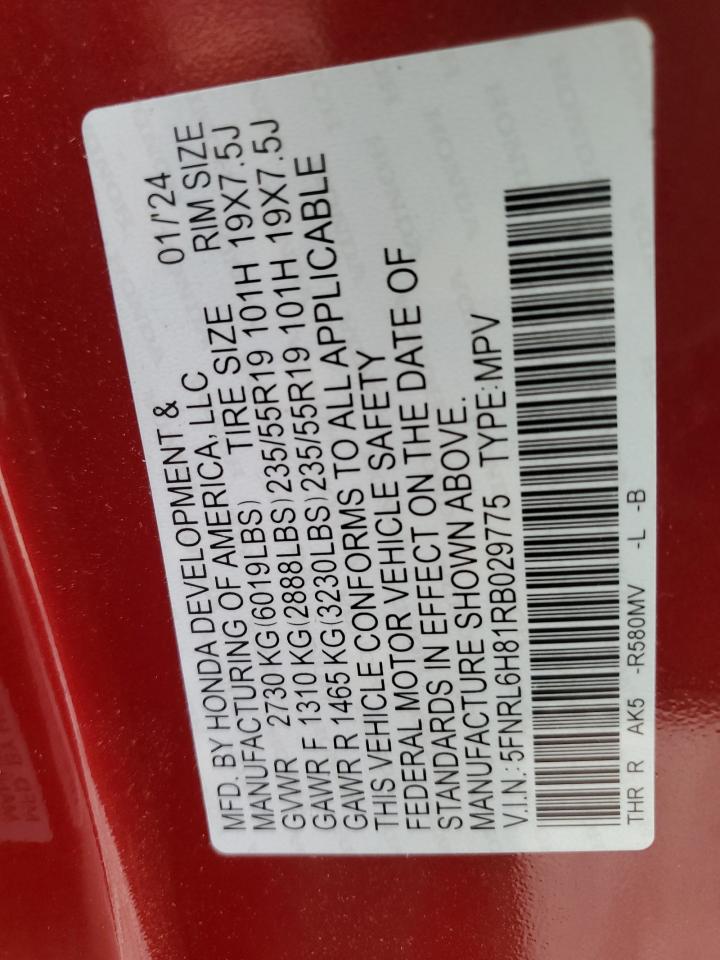 MFD. BY HONDA DEVELOPMENT & 01/'24
MANUFACTURING OF AMERICA, LLC
TIRE SIZE RIM SIZE
GVWR 2730 KG(6019LBS)
GAWR F 1310 KG(2888LBS) 235/55R19 101H 19X7.5J
GAWR R 1465 KG(3230LBS) 235/55R19 101H 19X7.5J
THIS VEHICLE CONFORMS TO ALL APPLICABLE
FEDERAL MOTOR VEHICLE SAFETY
STANDARDS IN EFFECT ON THE DATE OF
MANUFACTURE SHOWN ABOVE.
V.I.N.: 5FNRL6H81RB029775 TYPE:MPV
THR R AK5 -R580MV -L -B